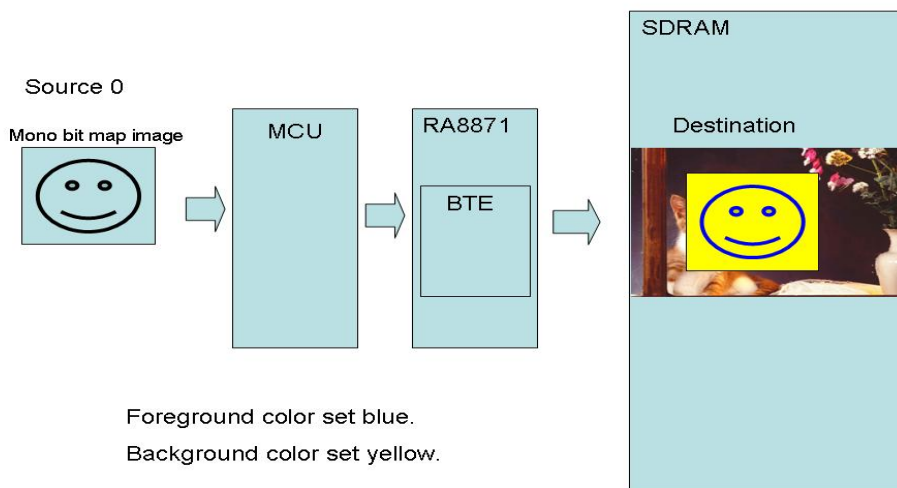 Source 0
Mono bit map image
MCU
RA8871
BTE
SDRAM
Destination
Foreground color set blue.
Background color set yellow.